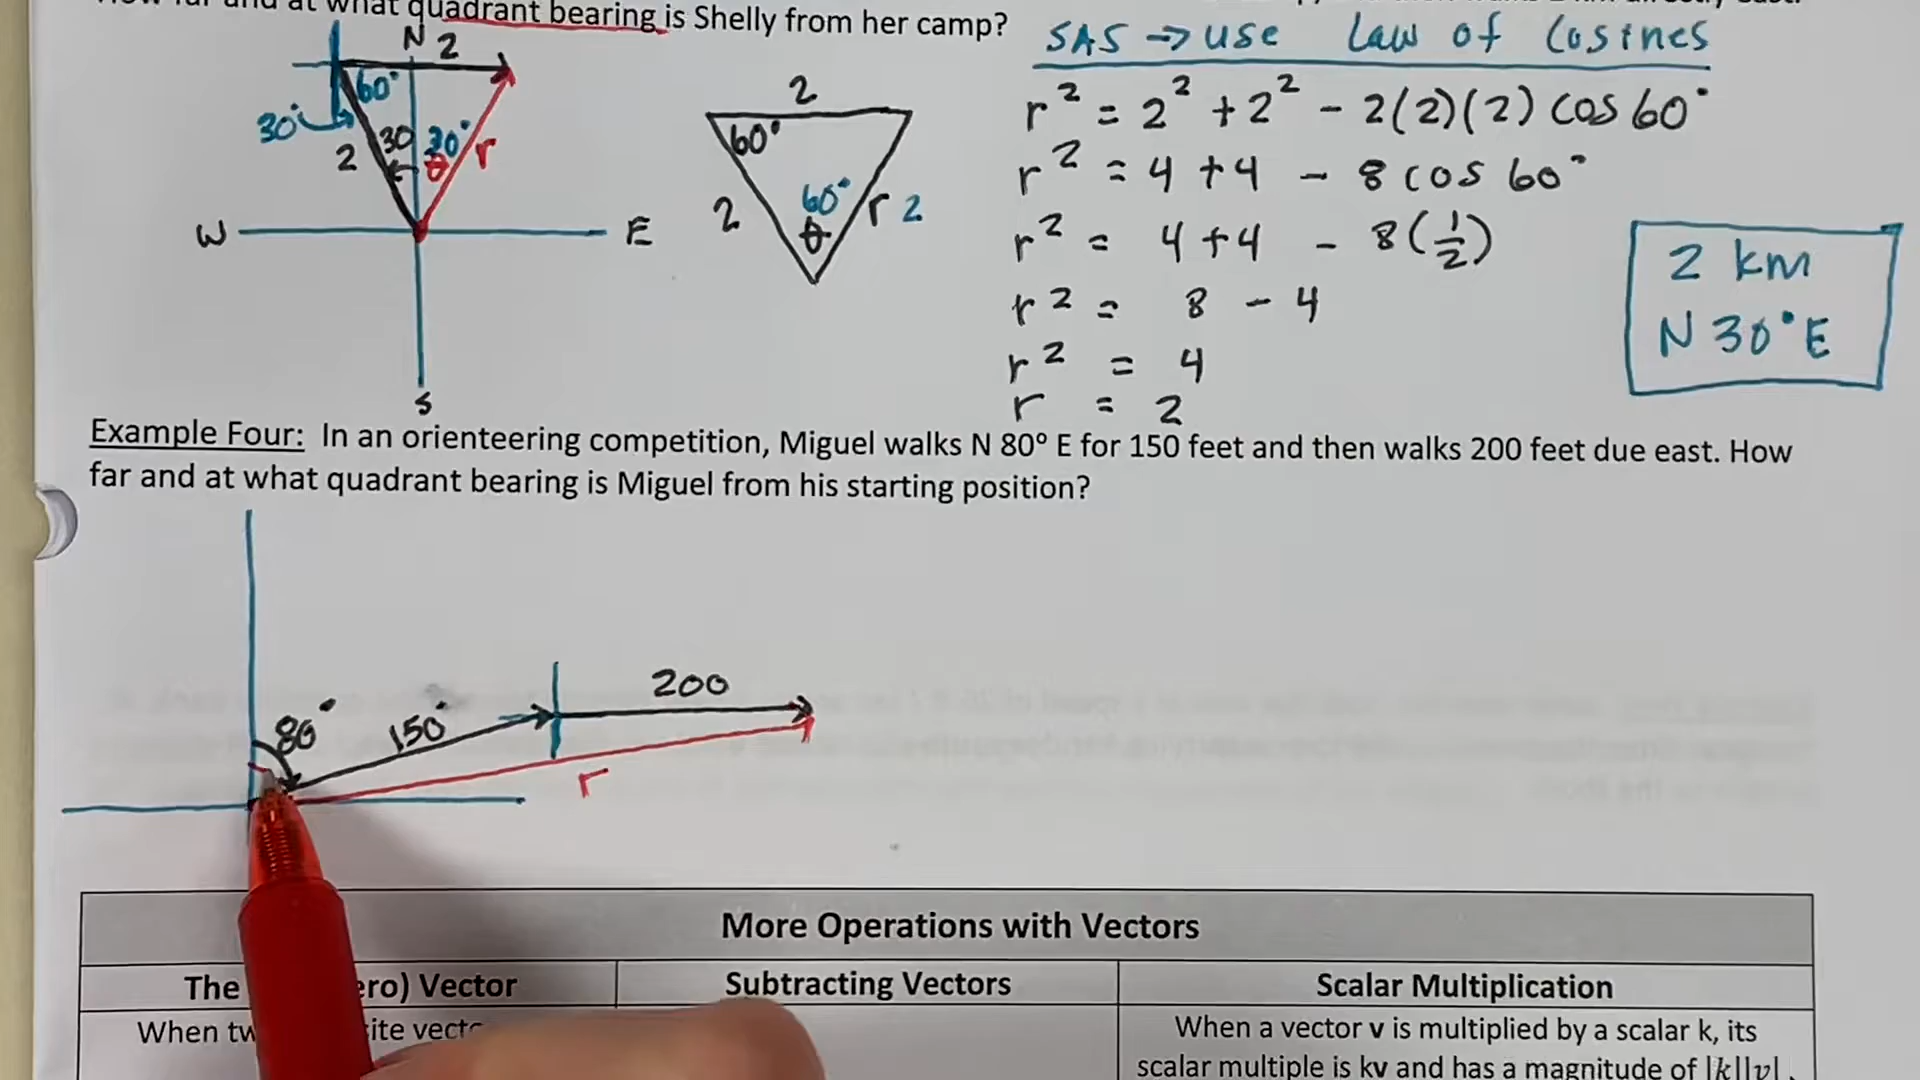 quadrant bearing is Shelly from her camp?
SAS → use Law of Cosines
N 2
60°
30°
30 30°
2 θ r
W E
S
2
60°
60°
2 θ r 2
r² = 2² + 2² - 2(2)(2) cos 60°
r² = 4 + 4 - 8 cos 60°
r² = 4 + 4 - 8(1/2)
r² = 8 - 4
r² = 4
r = 2
2 km
N 30° E
Example Four: In an orienteering competition, Miguel walks N 80º E for 150 feet and then walks 200 feet due east. How
far and at what quadrant bearing is Miguel from his starting position?
200
80° 150°
r
More Operations with Vectors
The ero) Vector Subtracting Vectors Scalar Multiplication
When a vector v is multiplied by a scalar k, its
scalar multiple is kv and has a magnitude of |k||v|.